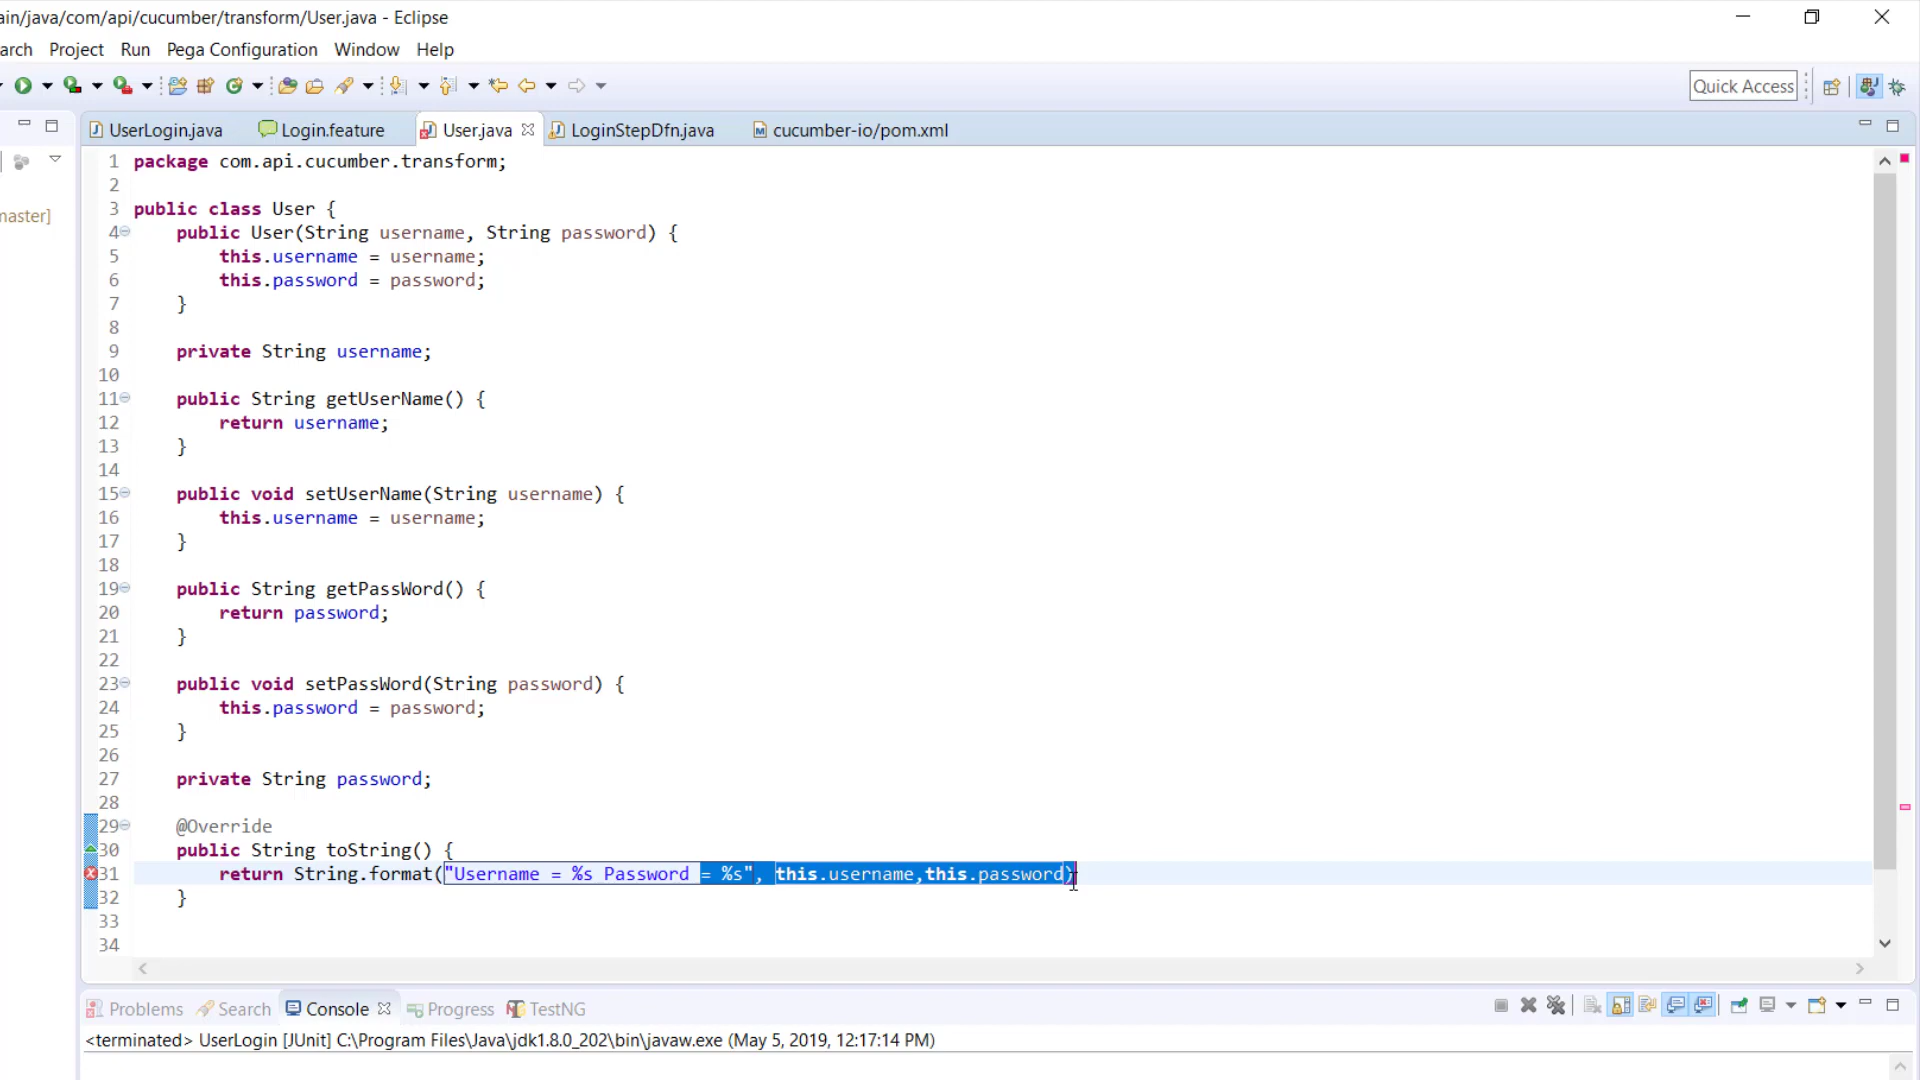 ain/java/com/api/cucumber/transform/User.java - Eclipse
arch Project Run Pega Configuration Window Help
Quick Access
UserLogin.java Login.feature User.java LoginStepDfn.java cucumber-io/pom.xml
master]
1 package com.api.cucumber.transform;
2
3 public class User {
4 public User(String username, String password) {
5 this.username = username;
6 this.password = password;
7 }
8
9 private String username;
10
11 public String getUserName() {
12 return username;
13 }
14
15 public void setUserName(String username) {
16 this.username = username;
17 }
18
19 public String getPassWord() {
20 return password;
21 }
22
23 public void setPassWord(String password) {
24 this.password = password;
25 }
26
27 private String password;
28
29 @Override
30 public String toString() {
31 return String.format("Username = %s Password = %s", this.username,this.password)
32 }
33
34
Problems Search Console Progress TestNG
<terminated> UserLogin [JUnit] C:\Program Files\Java\jdk1.8.0_202\bin\javaw.exe (May 5, 2019, 12:17:14 PM)